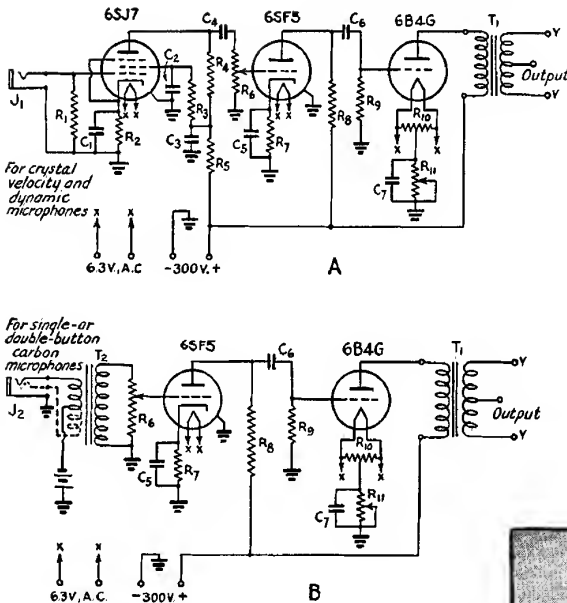 6SJ7
6SF5
6B4G
T1
C4
C6
C2
R4
R6
R3
R8
R9
R10
Y
Output
Y
J1
R1
C1
R2
C3
R5
C5
R7
C7
R11
x x
x x
x x
For crystal
velocity and
dynamic
microphones
x x
6.3V., A.C
-300V.+
A
For single-or
double-button
carbon
microphones
T2
6SF5
C6
6B4G
T1
Y
Output
Y
J2
R6
R8
R9
R10
C5
R7
x x
x x
C7
R11
x x
6.3V., A.C.
-300V.+
B